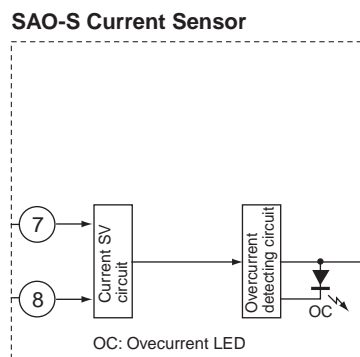 SAO-S Current Sensor
7
Current SV
circuit
Overcurrent
detecting circuit
8
OC
OC: Ovecurrent LED